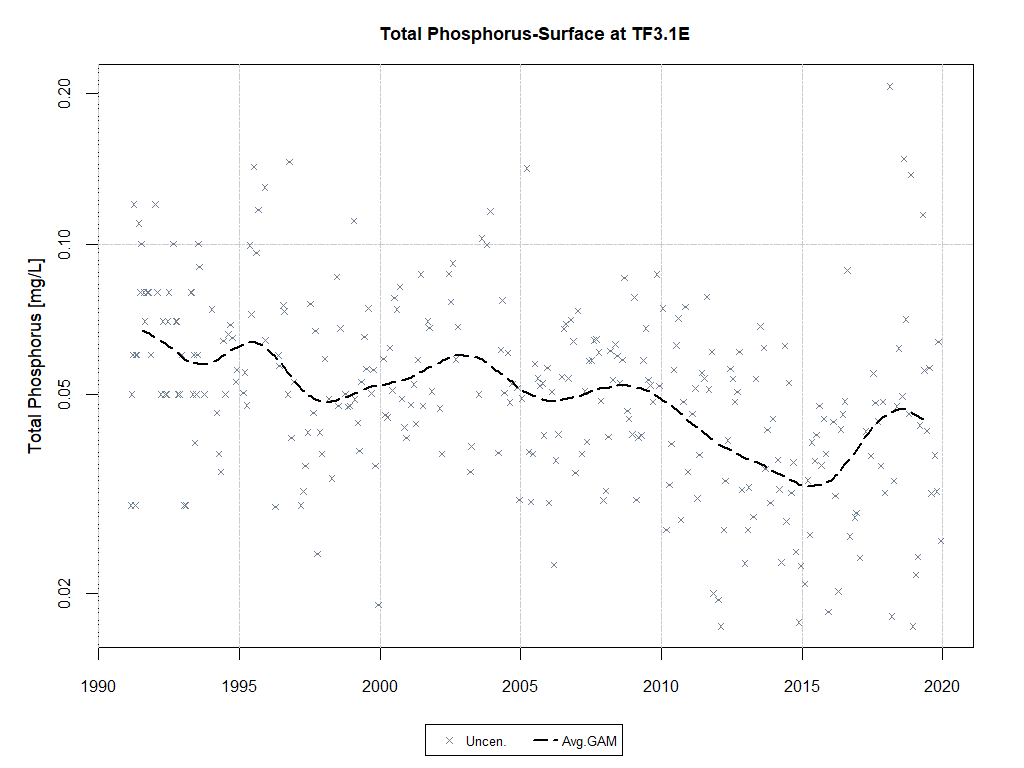 Total Phosphorus-Surface at TF3.1E
Total Phosphorus [mg/L]
0.20
0.10
0.05
0.02
1990 1995 2000 2005 2010 2015 2020
Uncen. Avg.GAM